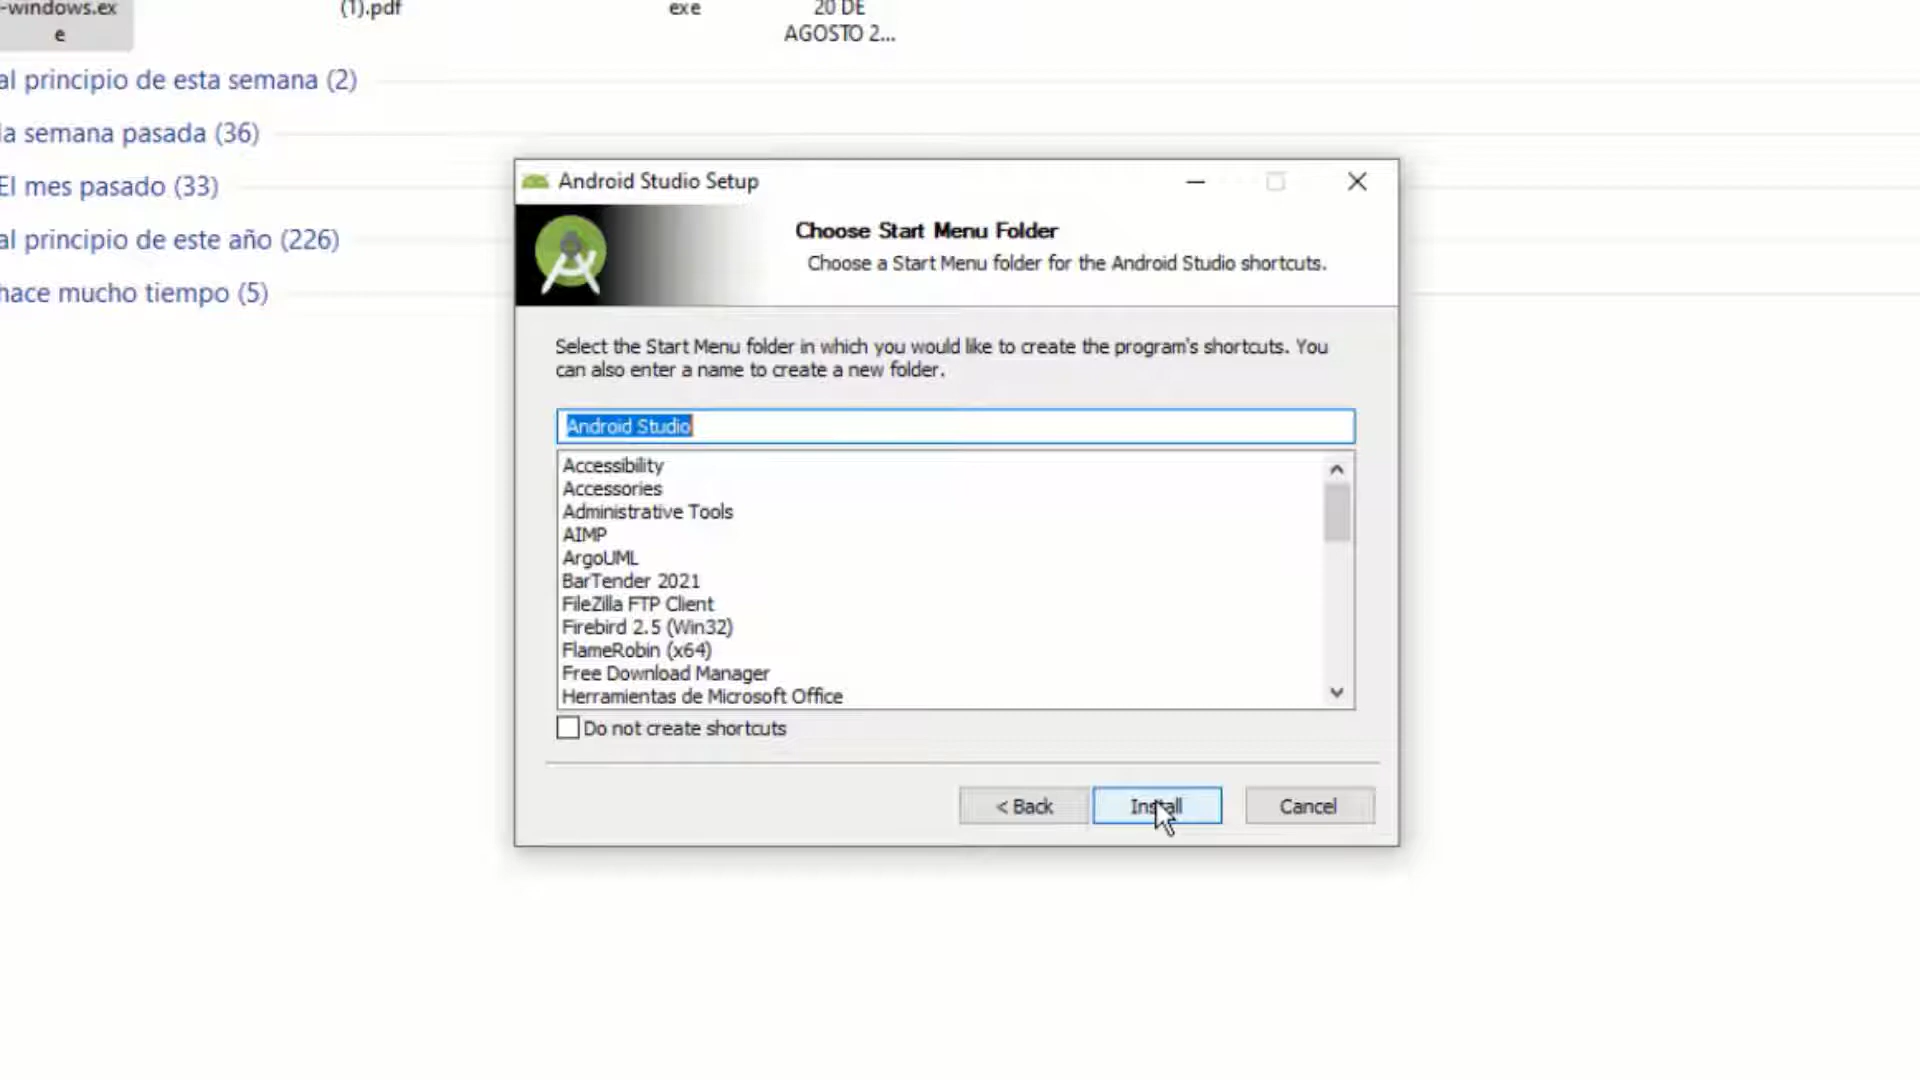 -windows.ex
e
(1).pdf
exe
20 DE
AGOSTO 2...
al principio de esta semana (2)
la semana pasada (36)
El mes pasado (33)
al principio de este año (226)
hace mucho tiempo (5)
Android Studio Setup
Choose Start Menu Folder
Choose a Start Menu folder for the Android Studio shortcuts.
Select the Start Menu folder in which you would like to create the program's shortcuts. You
can also enter a name to create a new folder.
Android Studio
Accessibility
Accessories
Administrative Tools
AIMP
ArgoUML
BarTender 2021
FileZilla FTP Client
Firebird 2.5 (Win32)
FlameRobin (x64)
Free Download Manager
Herramientas de Microsoft Office
Do not create shortcuts
< Back
Install
Cancel